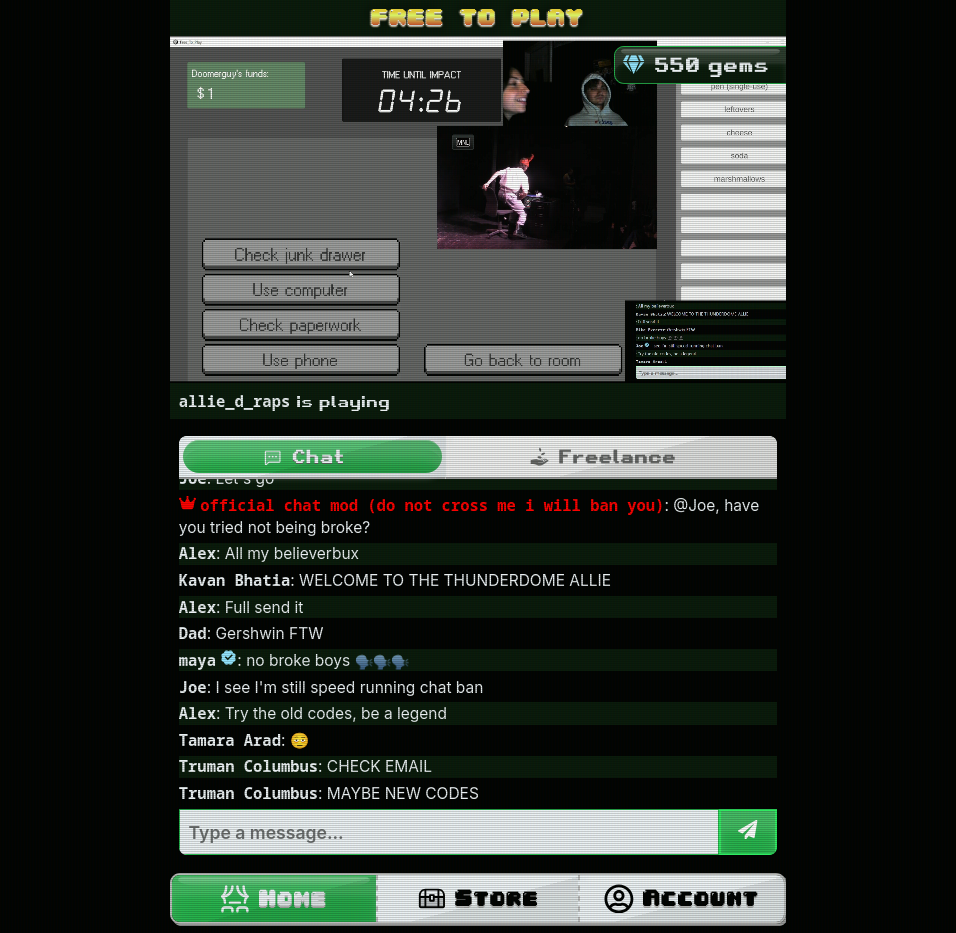 FREE TO PLAY
Free_To_Play
Doomerguy's funds:
$1
TIME UNTIL IMPACT
04:26
550 gems
pen (single-use)
leftovers
cheese
soda
marshmallows
MNL
Check junk drawer
Use computer
Check paperwork
Use phone
Go back to room
Type a message...
allie_d_raps is playing
Chat
Freelance
Joe: Let's go
official chat mod (do not cross me i will ban you): @Joe, have
you tried not being broke?
Alex: All my believerbux
Kavan Bhatia: WELCOME TO THE THUNDERDOME ALLIE
Alex: Full send it
Dad: Gershwin FTW
maya : no broke boys 🗣🗣🗣
Joe: I see I'm still speed running chat ban
Alex: Try the old codes, be a legend
Tamara Arad: 😳
Truman Columbus: CHECK EMAIL
Truman Columbus: MAYBE NEW CODES
Type a message...
Home
Store
Account